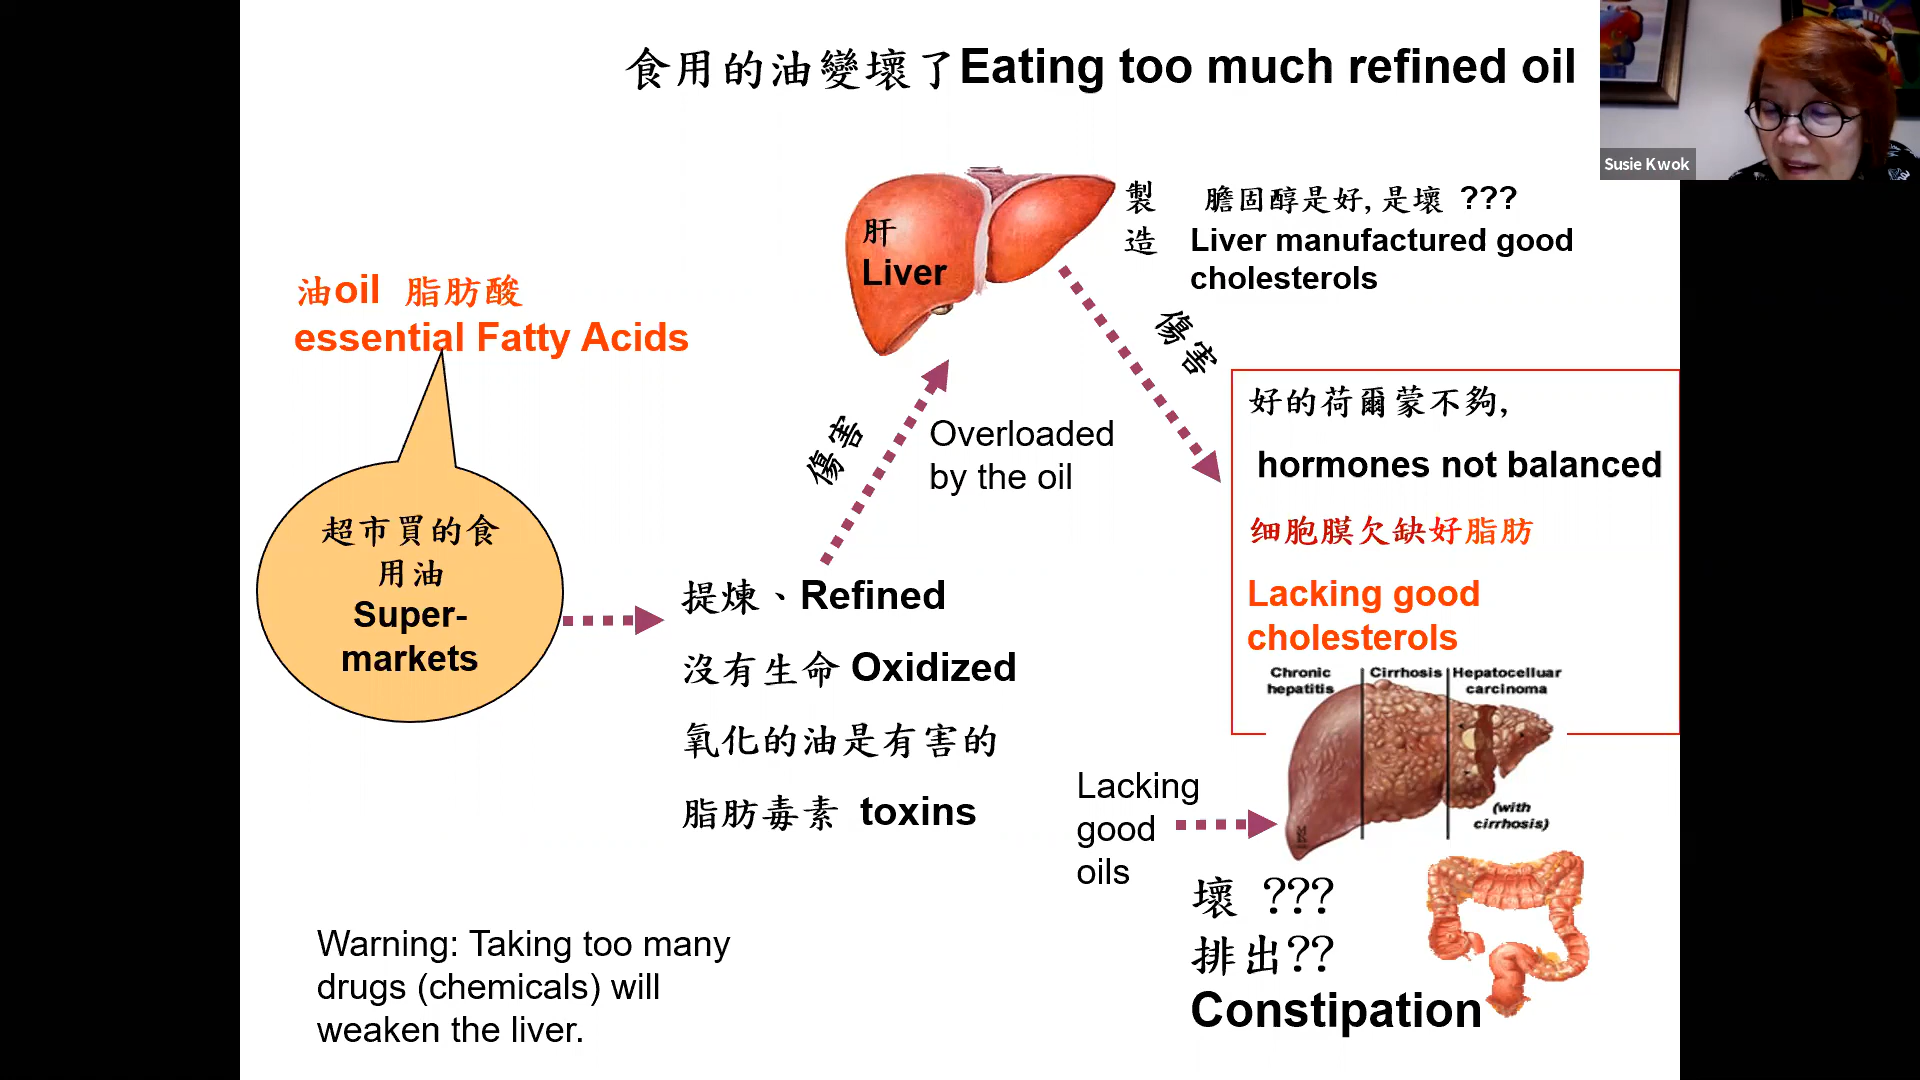 食用的油變壞了Eating too much refined oil
Susie Kwok
肝
Liver
製造
膽固醇是好, 是壞 ???
Liver manufactured good
cholesterols
油oil 脂肪酸
essential Fatty Acids
傷害
傷害
Overloaded
by the oil
好的荷爾蒙不夠,
hormones not balanced
细胞膜欠缺好脂肪
Lacking good
cholesterols
超市買的食
用油
Super-
markets
提煉、Refined
沒有生命 Oxidized
氧化的油是有害的
脂肪毒素 toxins
Chronic
hepatitis
Cirrhosis
Hepatocelluar
carcinoma
(with
cirrhosis)
Lacking
good
oils
壞 ???
排出??
Constipation
Warning: Taking too many
drugs (chemicals) will
weaken the liver.